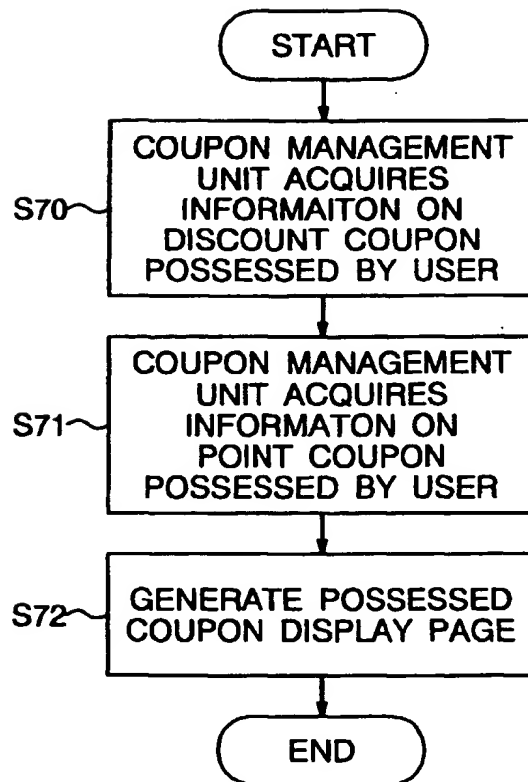 START
COUPON MANAGEMENT
UNIT ACQUIRES
INFORMAITON ON
DISCOUNT COUPON
POSSESSED BY USER
S70
COUPON MANAGEMENT
UNIT ACQUIRES
INFORMATON ON
POINT COUPON
POSSESSED BY USER
S71
GENERATE POSSESSED
COUPON DISPLAY PAGE
S72
END